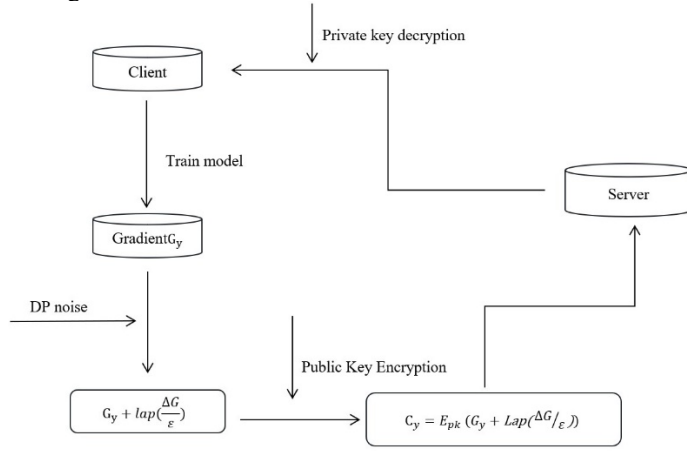 Private key decryption
Client
Train model
Server
GradientG_y
DP noise
Public Key Encryption
G_y + lap(ΔG/ε)
C_y = E_pk (G_y + Lap(ΔG/ε))